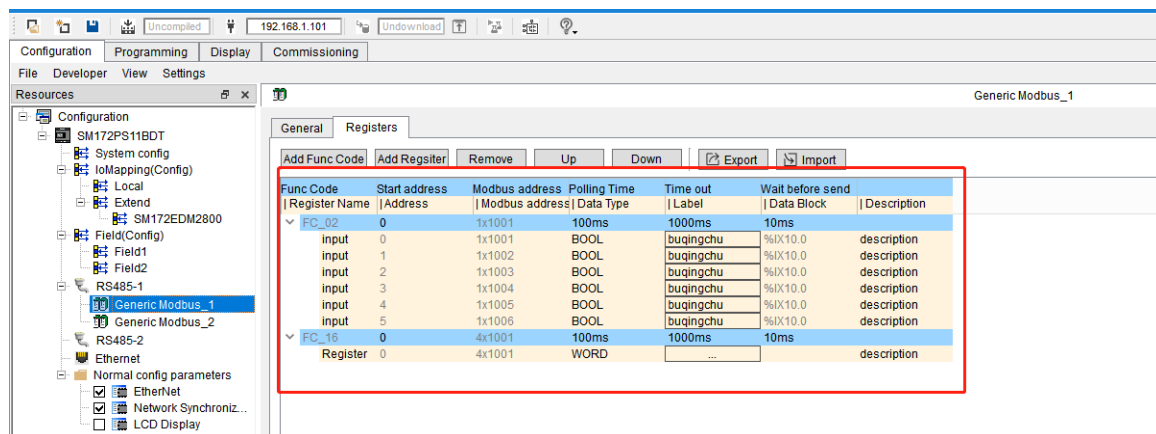 Uncompiled 192.168.1.101 Undownload
Configuration Programming Display Commissioning
File Developer View Settings
Resources
Configuration
SM172PS11BDT
System config
IoMapping(Config)
Local
Extend
SM172EDM2800
Field(Config)
Field1
Field2
RS485-1
Generic Modbus_1
Generic Modbus_2
RS485-2
Ethernet
Normal config parameters
EtherNet
Network Synchroniz...
LCD Display
Generic Modbus_1
General Registers
Add Func Code Add Regsiter Remove Up Down Export Import
Func Code Start address Modbus address Polling Time Time out Wait before send
| Register Name | Address | Modbus address | Data Type | Label | Data Block | Description
FC_02 0 1x1001 100ms 1000ms 10ms
input 0 1x1001 BOOL buqingchu %IX10.0 description
input 1 1x1002 BOOL buqingchu %IX10.0 description
input 2 1x1003 BOOL buqingchu %IX10.0 description
input 3 1x1004 BOOL buqingchu %IX10.0 description
input 4 1x1005 BOOL buqingchu %IX10.0 description
input 5 1x1006 BOOL buqingchu %IX10.0 description
FC_16 0 4x1001 100ms 1000ms 10ms
Register 0 4x1001 WORD ... description